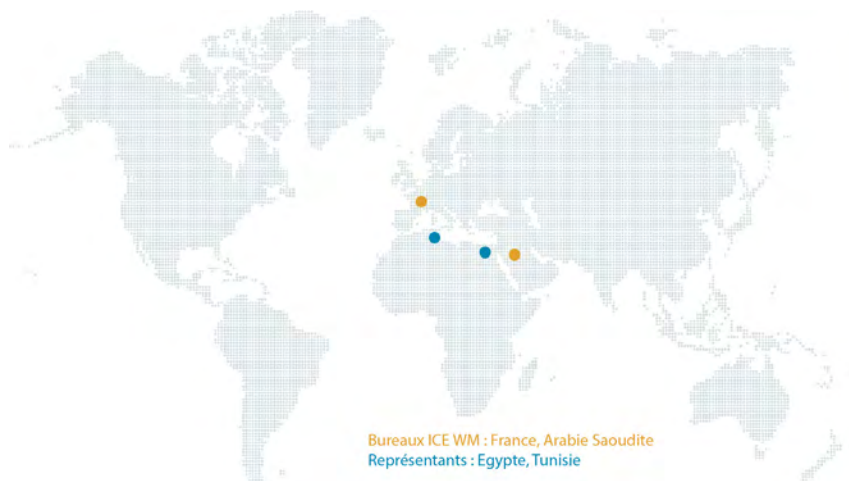 Bureaux ICE WM : France, Arabie Saoudite
Représentants : Egypte, Tunisie